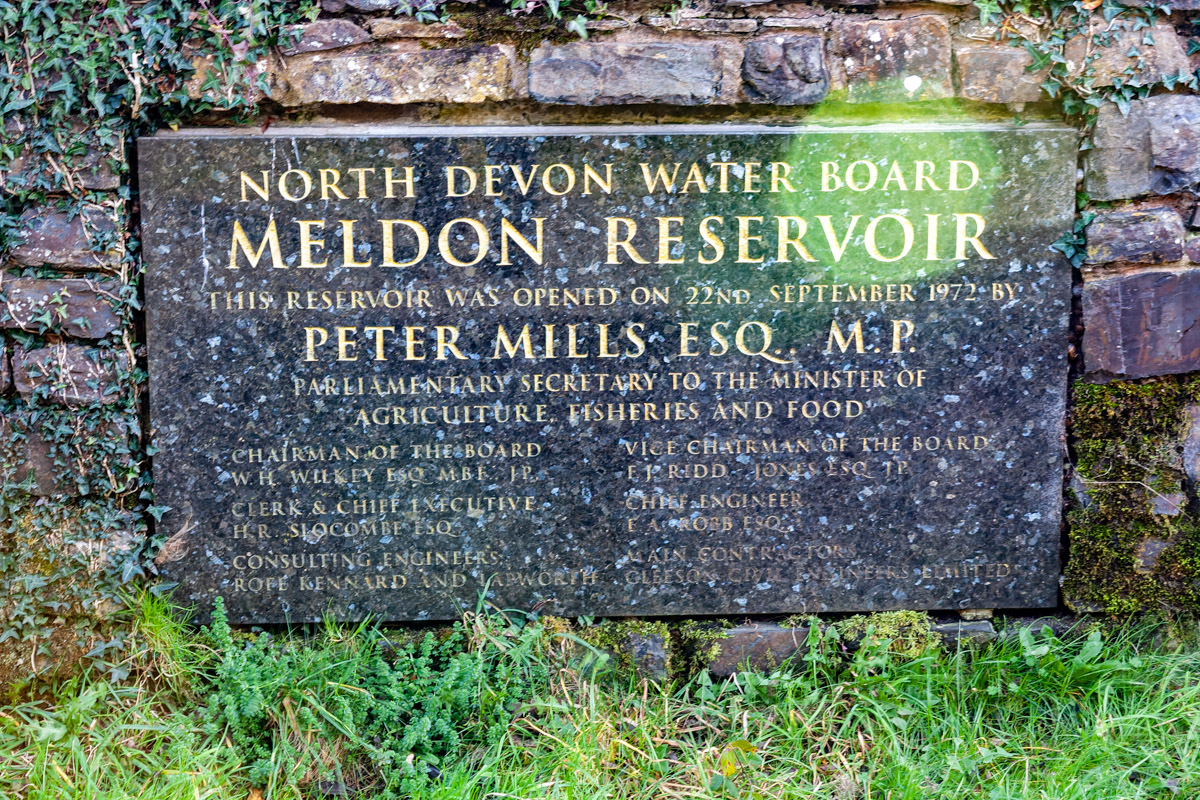 NORTH DEVON WATER BOARD
MELDON RESERVOIR
THIS RESERVOIR WAS OPENED ON 22ND SEPTEMBER 1972 BY
PETER MILLS ESQ. M.P.
PARLIAMENTARY SECRETARY TO THE MINISTER OF
AGRICULTURE, FISHERIES AND FOOD
CHAIRMAN OF THE BOARD
W.H. WILKEY ESQ. M.B.E. J.P.
VICE CHAIRMAN OF THE BOARD
F.J. RIDD-JONES ESQ. J.P.
CLERK & CHIEF EXECUTIVE
H.R. SLOCOMBE ESQ.
CHIEF ENGINEER
E.A. ROBB ESQ.
CONSULTING ENGINEERS
ROFE KENNARD AND LAPWORTH
MAIN CONTRACTORS
GLEESON CIVIL ENGINEERS LIMITED